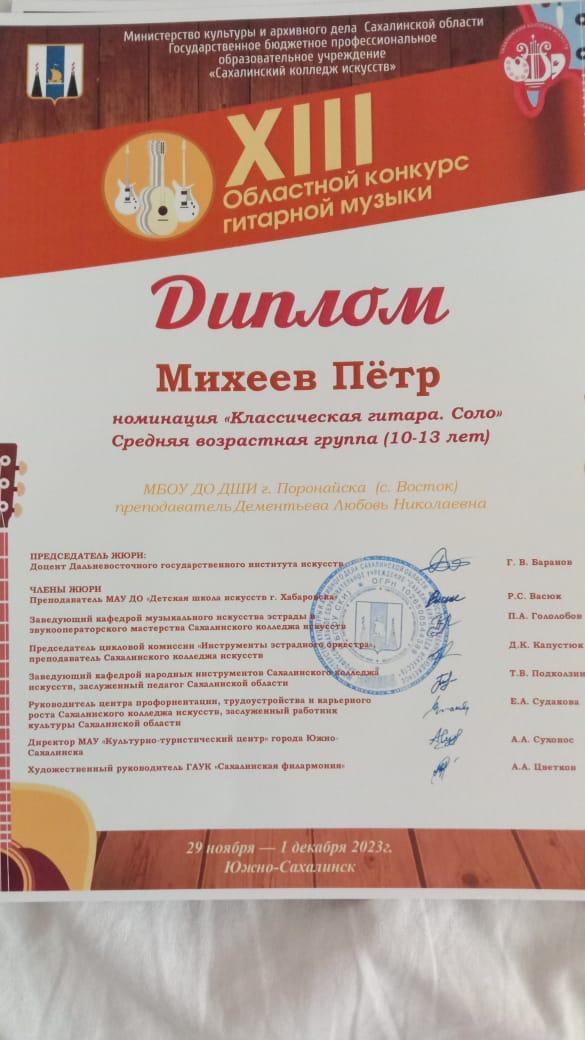 Министерство культуры и архивного дела Сахалинской области
Государственное бюджетное профессиональное
образовательное учреждение
«Сахалинский колледж искусств»
XIII
Областной конкурс
гитарной музыки
Диплом
Михеев Пётр
номинация «Классическая гитара. Соло»
Средняя возрастная группа (10-13 лет)
МБОУ ДО ДШИ г. Поронайска (с. Восток)
преподаватель Дементьева Любовь Николаевна
ПРЕДСЕДАТЕЛЬ ЖЮРИ:
Доцент Дальневосточного государственного института искусств
Г. В. Баранов
ЧЛЕНЫ ЖЮРИ
Преподаватель МАУ ДО «Детская школа искусств г. Хабаровска»
Р.С. Васюк
Заведующий кафедрой музыкального искусства эстрады и
звукооператорского мастерства Сахалинского колледжа искусств
П.А. Гололобов
Председатель цикловой комиссии «Инструменты эстрадного оркестра»,
преподаватель Сахалинского колледжа искусств
Д.К. Капустюк
Заведующий кафедрой народных инструментов Сахалинского колледжа
искусств, заслуженный педагог Сахалинской области
Т.В. Подколзин
Руководитель центра профориентации, трудоустройства и карьерного
роста Сахалинского колледжа искусств, заслуженный работник
культуры Сахалинской области
Е.А. Судакова
Директор МАУ «Культурно-туристический центр» города Южно-
Сахалинска
А.А. Сухонос
Художественный руководитель ГАУК «Сахалинская филармония»
А.А. Цветков
29 ноября — 1 декабря 2023г.
Южно-Сахалинск